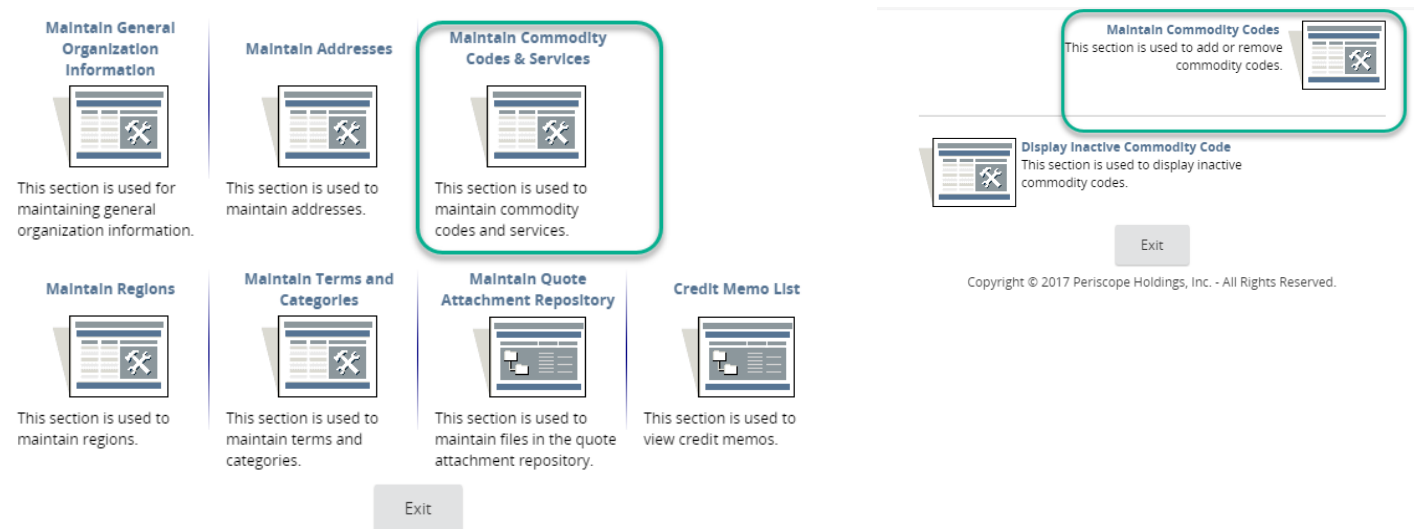 Maintain General
Organization
Information
This section is used for
maintaining general
organization information.
Maintain Addresses
This section is used to
maintain addresses.
Maintain Commodity
Codes & Services
This section is used to
maintain commodity
codes and services.
Maintain Regions
This section is used to
maintain regions.
Maintain Terms and
Categories
This section is used to
maintain terms and
categories.
Maintain Quote
Attachment Repository
This section is used to
maintain files in the quote
attachment repository.
Credit Memo List
This section is used to
view credit memos.
Exit
Maintain Commodity Codes
This section is used to add or remove
commodity codes.
Display Inactive Commodity Code
This section is used to display inactive
commodity codes.
Exit
Copyright © 2017 Periscope Holdings, Inc. - All Rights Reserved.